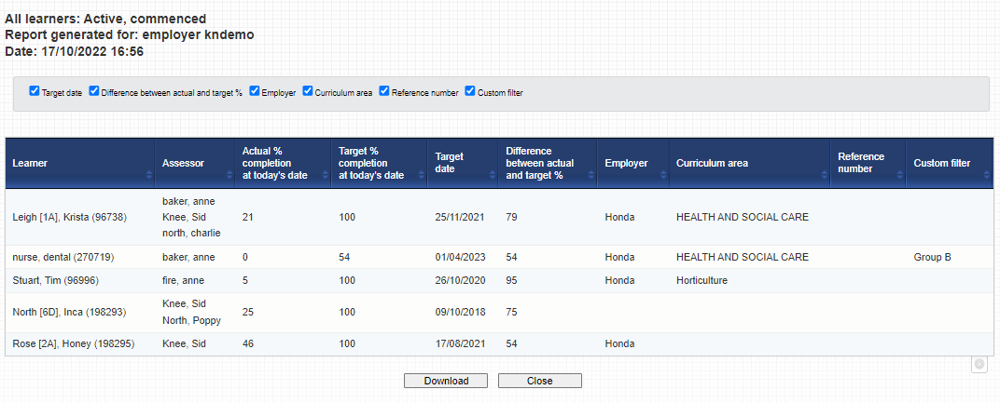 All learners: Active, commenced
Report generated for: employer kndemo
Date: 17/10/2022 16:56
Target date Difference between actual and target % Employer Curriculum area Reference number Custom filter
Learner Assessor Actual % completion at today's date Target % completion at today's date Target date Difference between actual and target % Employer Curriculum area Reference number Custom filter
baker, anne
Leigh [1A], Krista (96738) Knee, Sid 21 100 25/11/2021 79 Honda HEALTH AND SOCIAL CARE
north, charlie
nurse, dental (270719) baker, anne 0 54 01/04/2023 54 Honda HEALTH AND SOCIAL CARE Group B
Stuart, Tim (96996) fire, anne 5 100 26/10/2020 95 Honda Horticulture
Knee, Sid
North [6D], Inca (198293) 25 100 09/10/2018 75
North, Poppy
Rose [2A], Honey (198295) Knee, Sid 46 100 17/08/2021 54 Honda
Download Close